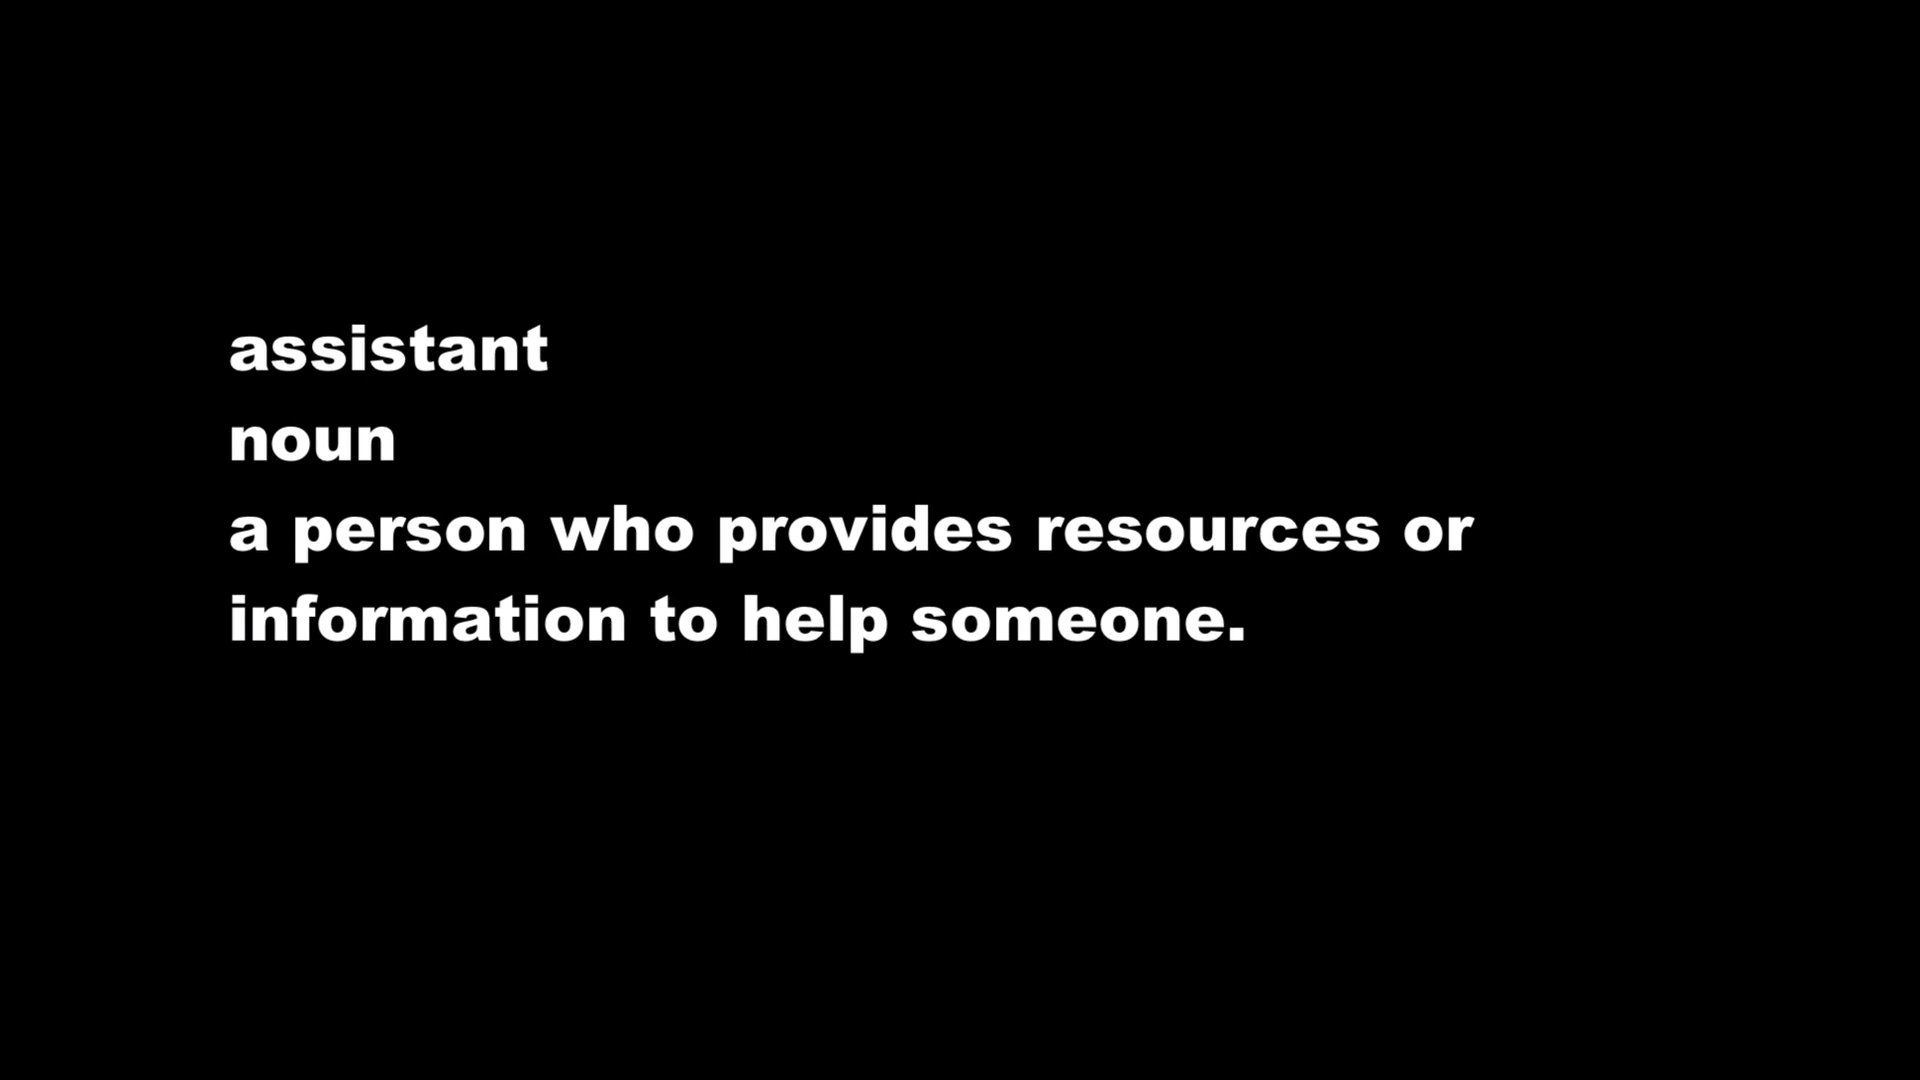 assistant
noun
a person who provides resources or
information to help someone.